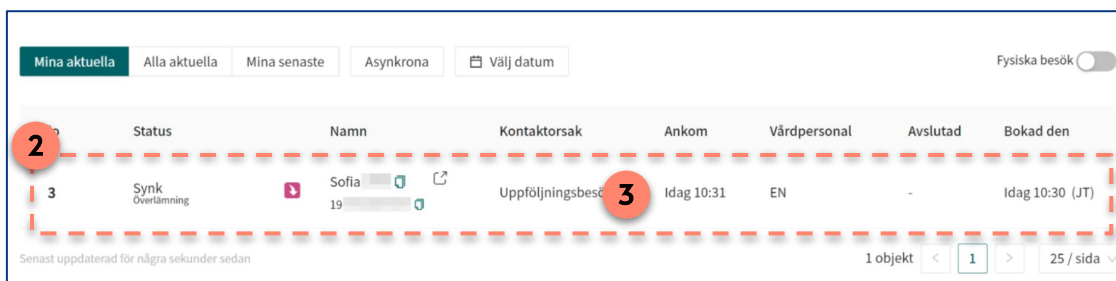 Mina aktuella Alla aktuella Mina senaste Asynkrona Välj datum Fysiska besök
2
Status Namn Kontaktorsak Ankom Vårdpersonal Avslutad Bokad den
3 Synk Sofia Uppföljningsbesö 3 Idag 10:31 EN - Idag 10:30 (JT)
Överlämning 19
Senast uppdaterad för några sekunder sedan 1 objekt < 1 > 25 / sida